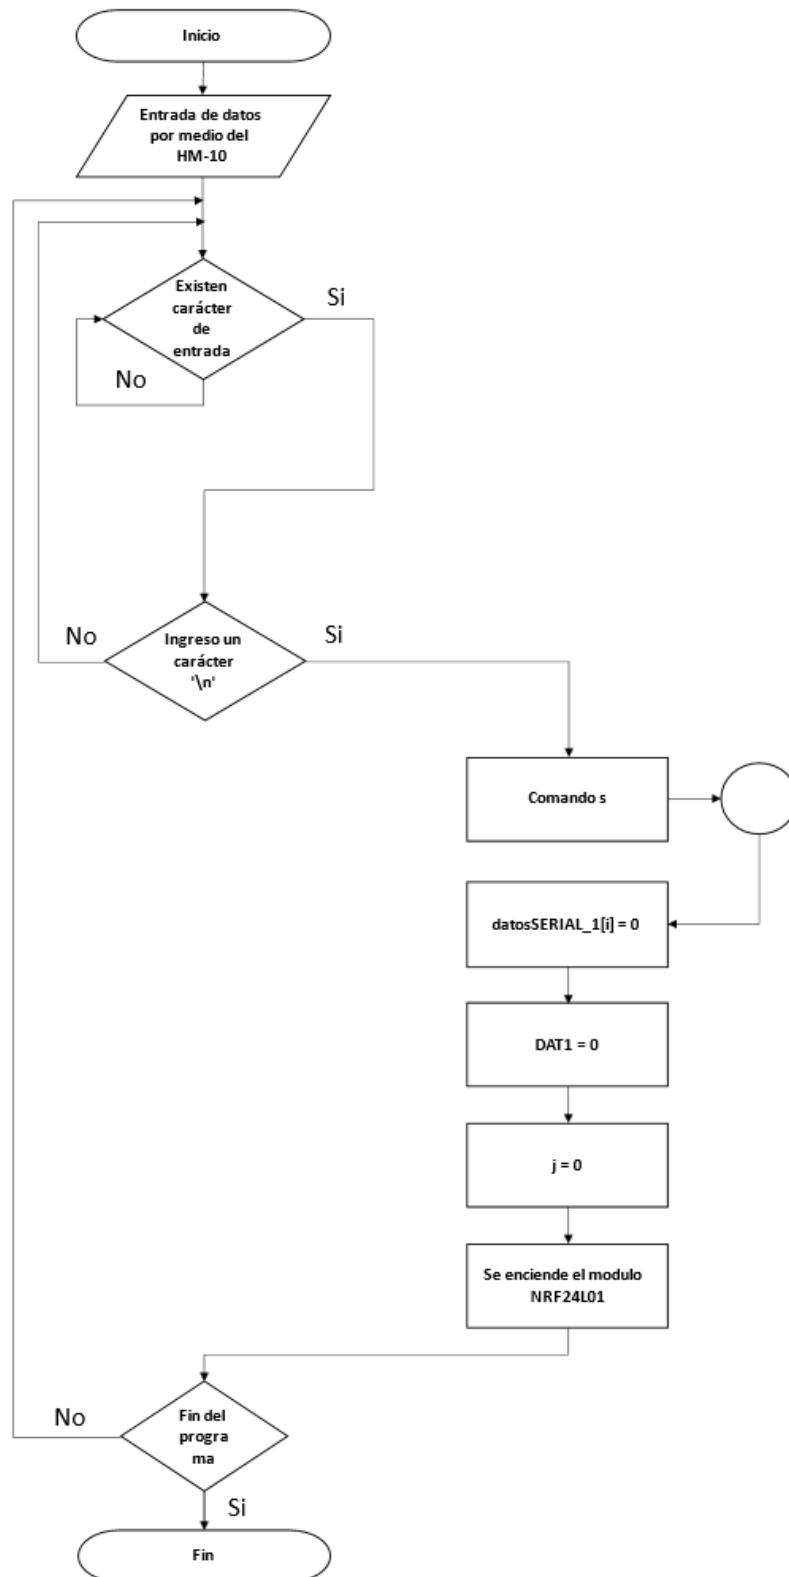 Inicio
Entrada de datos
por medio del
HM-10
Existen
carácter
de
entrada
Si
No
Ingreso un
carácter
'\n'
No
Si
Comando s
datosSERIAL_1[i] = 0
DAT1 = 0
j = 0
Se enciende el modulo
NRF24L01
Fin del
progra
ma
No
Si
Fin